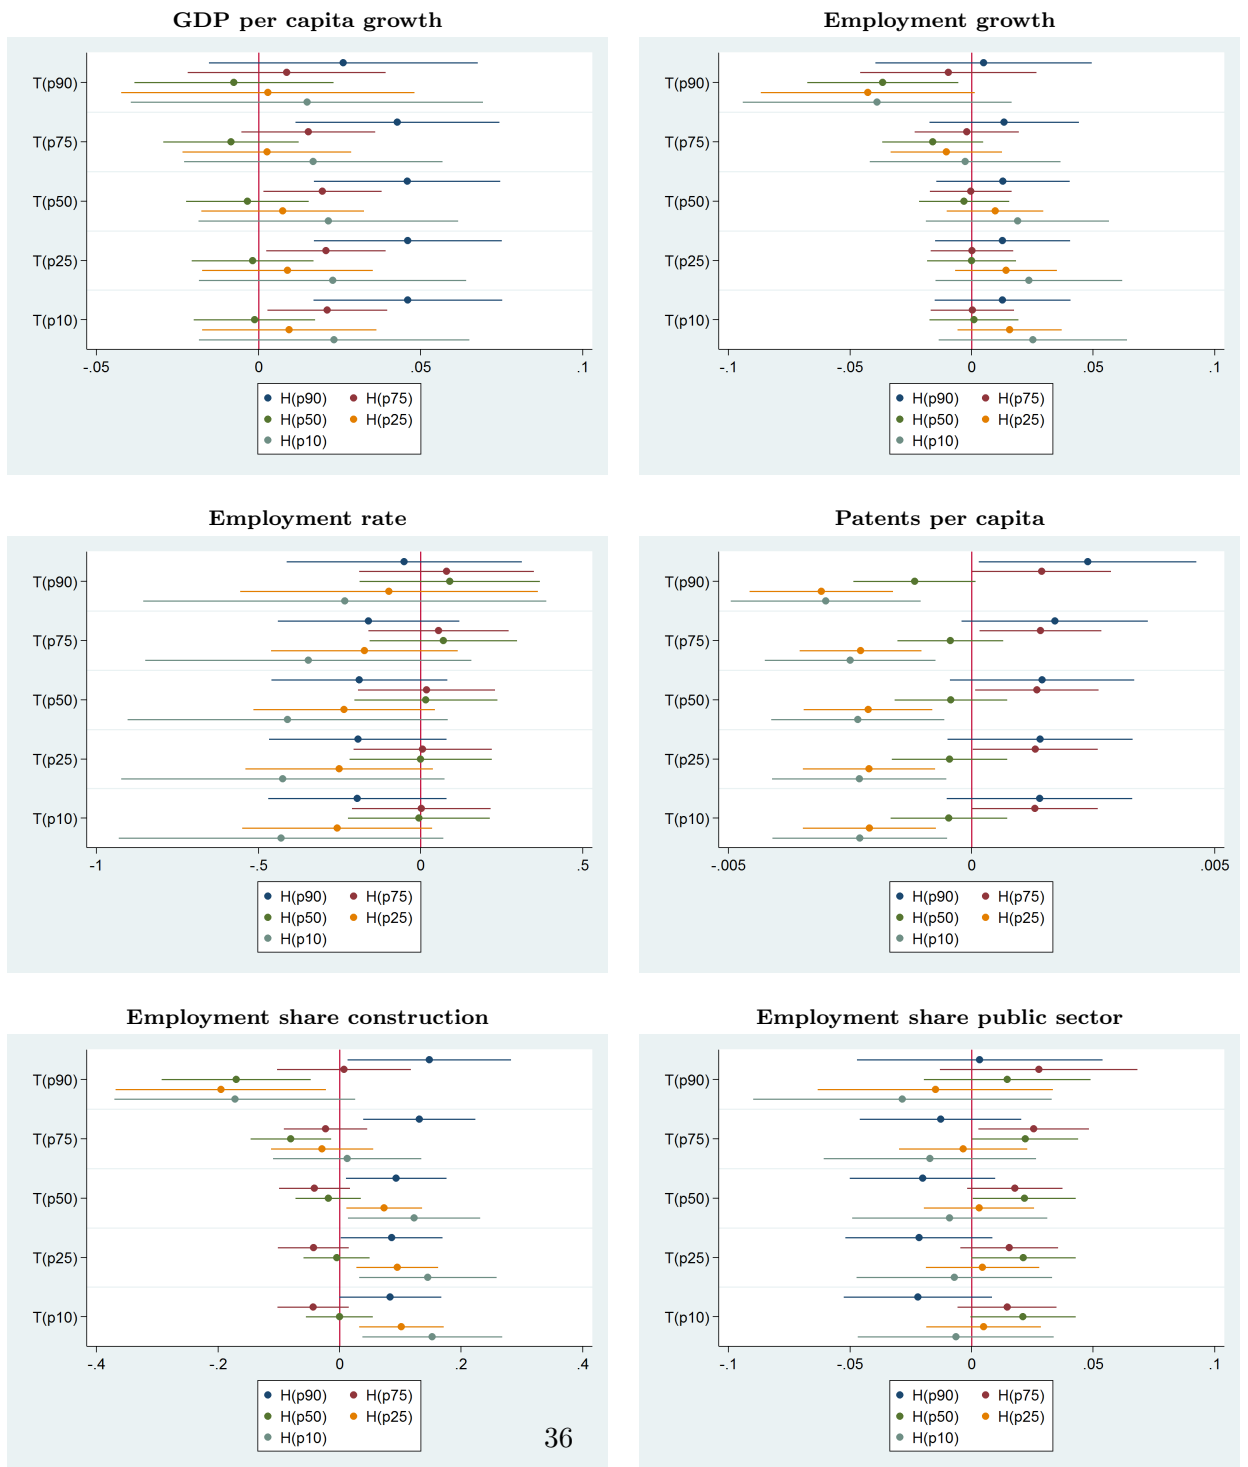 GDP per capita growth
T(p90)
T(p75)
T(p50)
T(p25)
T(p10)
-.05 0 .05 .1
H(p90) H(p75)
H(p50) H(p25)
H(p10)
Employment growth
T(p90)
T(p75)
T(p50)
T(p25)
T(p10)
-.1 -.05 0 .05 .1
H(p90) H(p75)
H(p50) H(p25)
H(p10)
Employment rate
T(p90)
T(p75)
T(p50)
T(p25)
T(p10)
-1 -.5 0 .5
H(p90) H(p75)
H(p50) H(p25)
H(p10)
Patents per capita
T(p90)
T(p75)
T(p50)
T(p25)
T(p10)
-.005 0 .005
H(p90) H(p75)
H(p50) H(p25)
H(p10)
Employment share construction
T(p90)
T(p75)
T(p50)
T(p25)
T(p10)
-.4 -.2 0 .2 .4
H(p90) H(p75)
H(p50) H(p25)
H(p10)
Employment share public sector
T(p90)
T(p75)
T(p50)
T(p25)
T(p10)
-.1 -.05 0 .05 .1
H(p90) H(p75)
H(p50) H(p25)
H(p10)
36